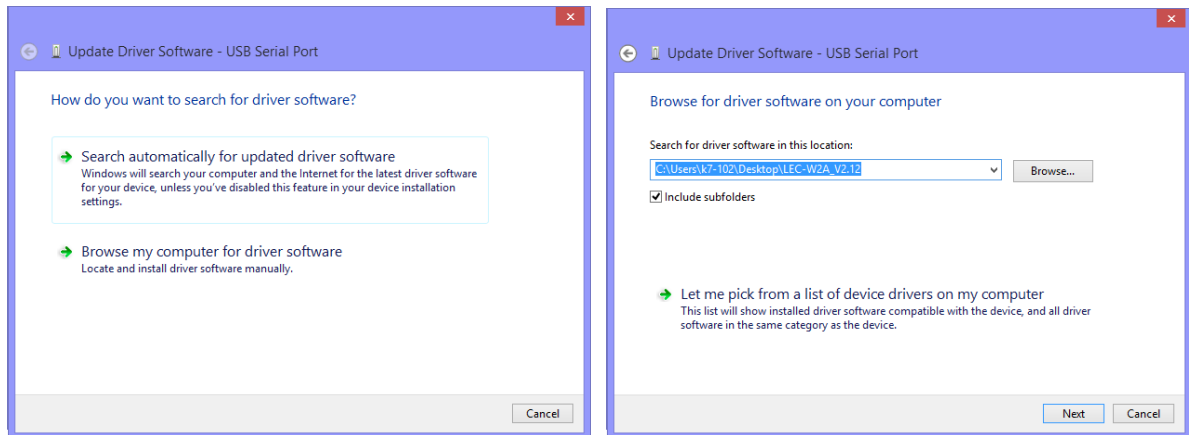 Update Driver Software - USB Serial Port
How do you want to search for driver software?
Search automatically for updated driver software
Windows will search your computer and the Internet for the latest driver software
for your device, unless you've disabled this feature in your device installation
settings.
Browse my computer for driver software
Locate and install driver software manually.
Cancel
Update Driver Software - USB Serial Port
Browse for driver software on your computer
Search for driver software in this location:
C:\Users\k7-102\Desktop\LEC-W2A_V2.12
Browse...
Include subfolders
Let me pick from a list of device drivers on my computer
This list will show installed driver software compatible with the device, and all driver
software in the same category as the device.
Next
Cancel